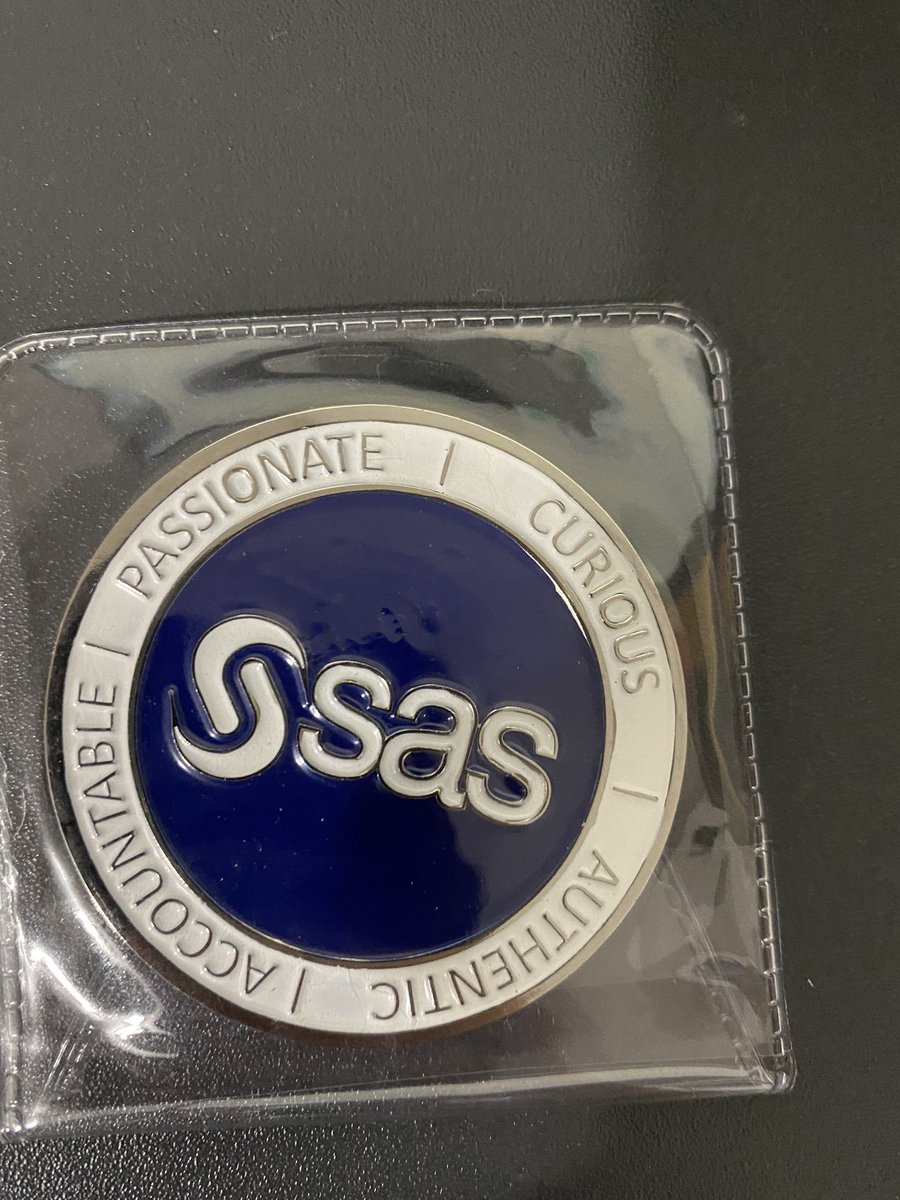 PASSIONATE | CURIOUS | AUTHENTIC | ACCOUNTABLE |
sas